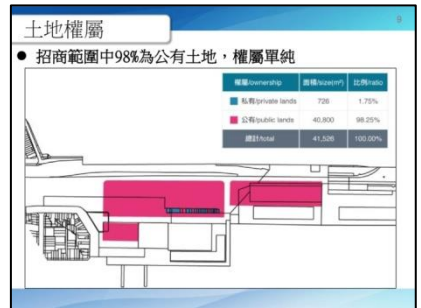 9
土地權屬
● 招商範圍中98%為公有土地，權屬單純
權屬/ownership 面積/size(m²) 比例/ratio
私有/private lands 726 1.75%
公有/public lands 40,800 98.25%
總計/total 41,526 100.00%